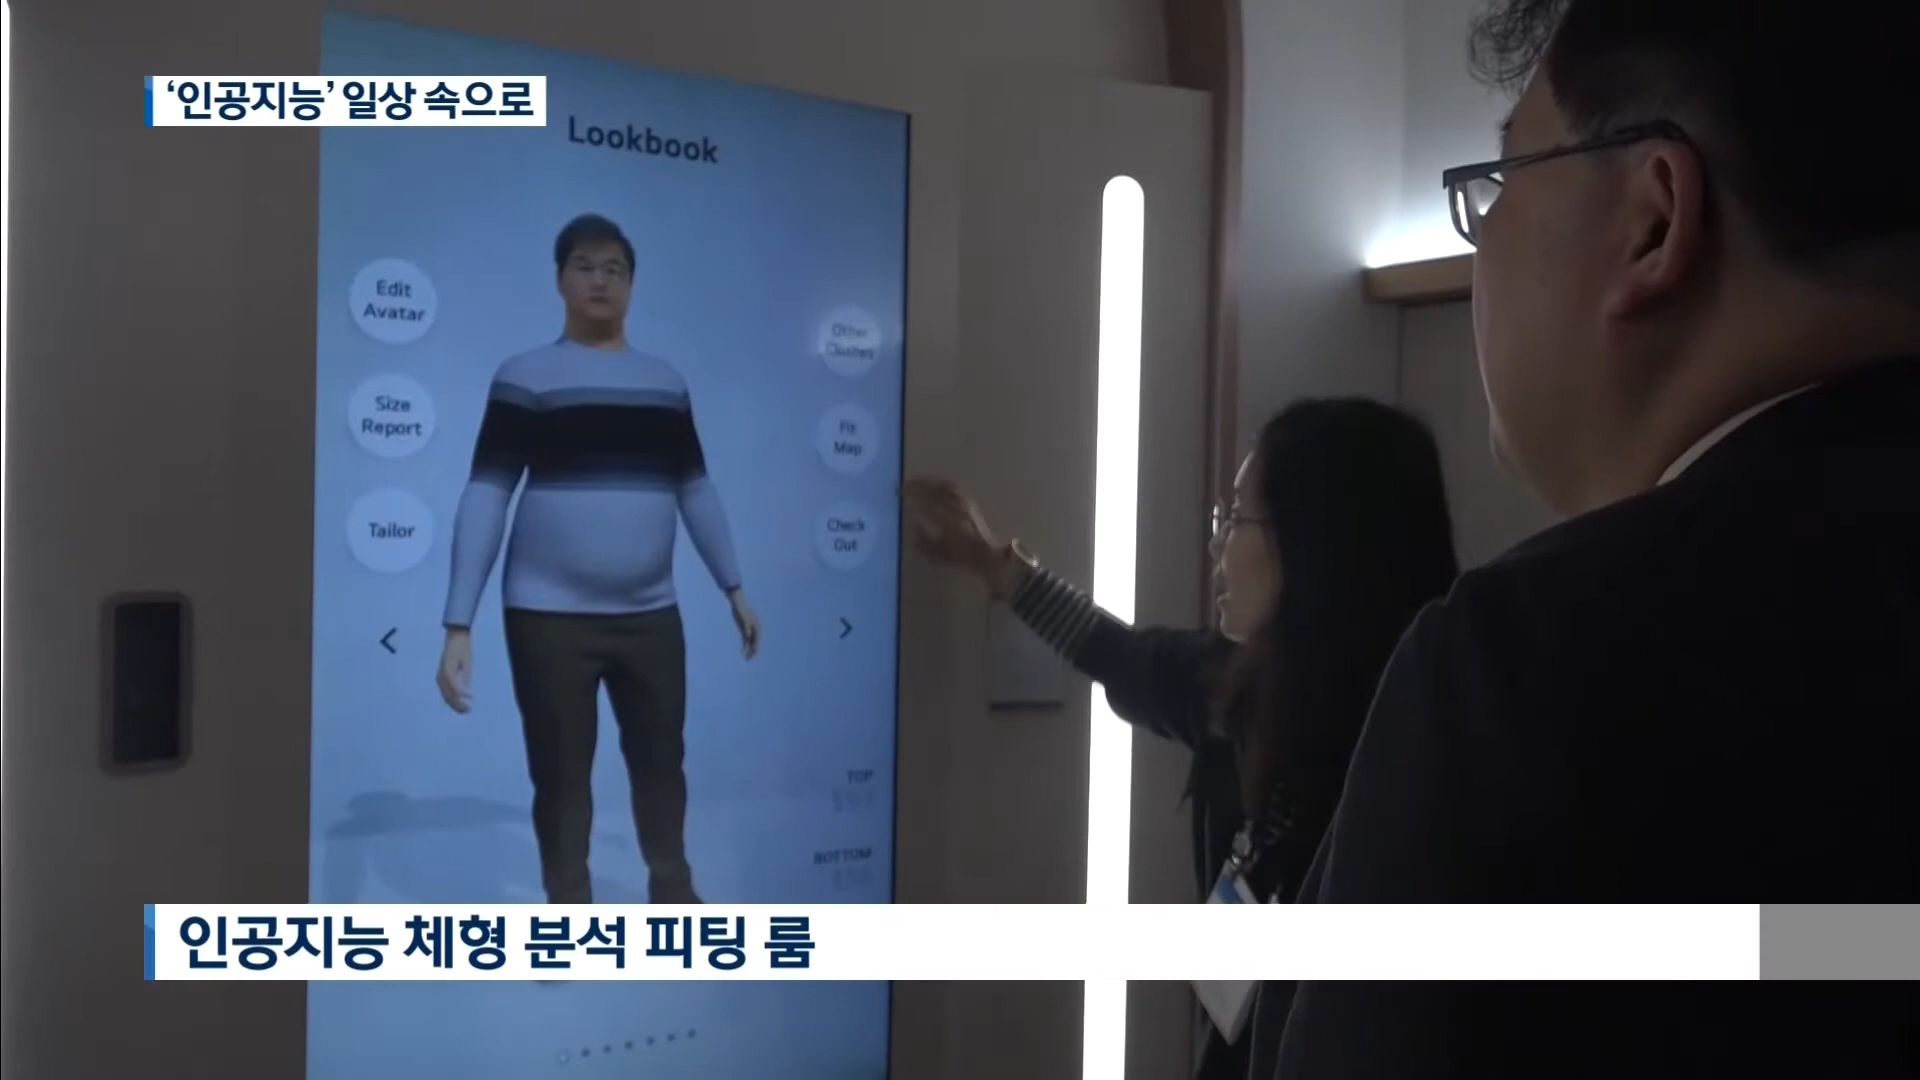 ‘인공지능’ 일상 속으로
Lookbook
Edit
Avatar
Size
Report
Tailor
Other
Clothes
Fit
Map
Check
Out
TOP
BOTTOM
인공지능 체형 분석 피팅 룸